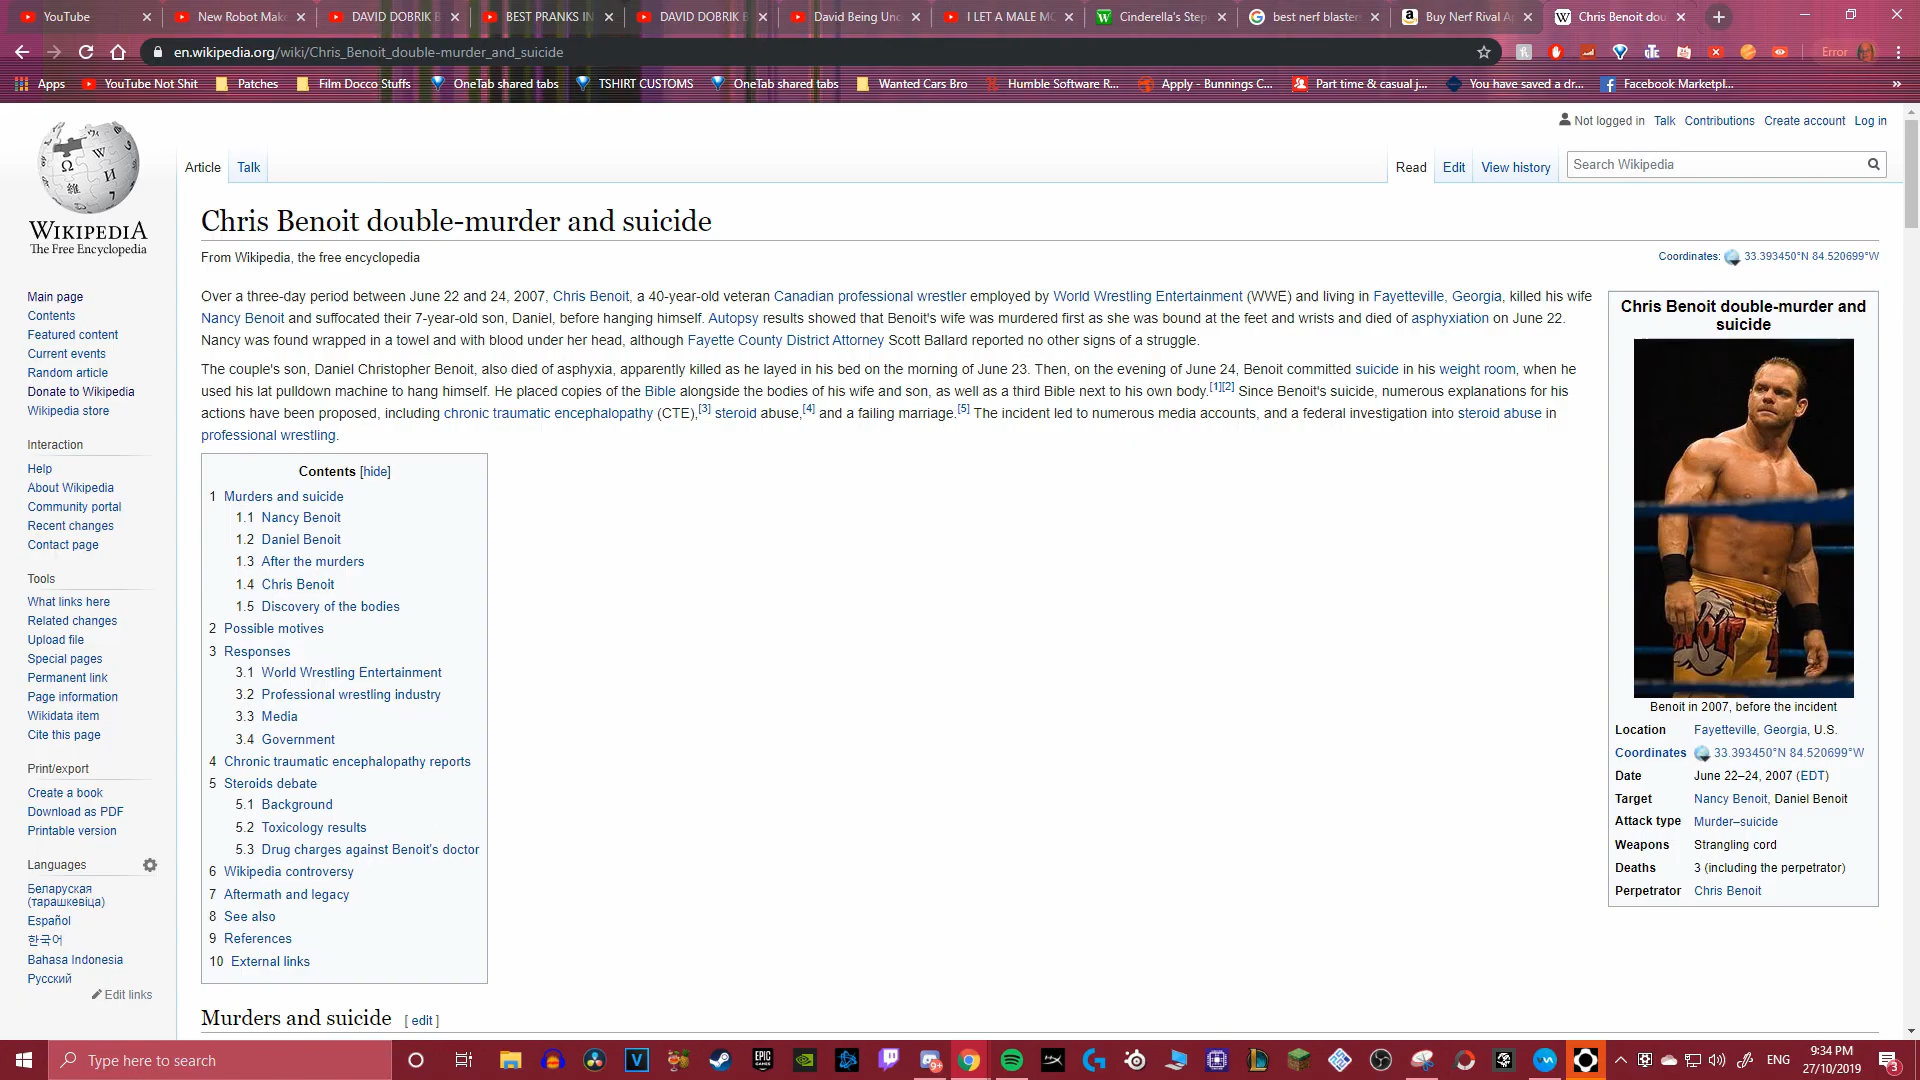 YouTube
New Robot Make
DAVID DOBRIK B
BEST PRANKS IN
DAVID DOBRIK B
David Being Unc
I LET A MALE MO
Cinderella's Step
best nerf blaster
Buy Nerf Rival Ap
Chris Benoit dou
en.wikipedia.org/wiki/Chris_Benoit_double-murder_and_suicide
Error
Apps
YouTube Not Shit
Patches
Film Docco Stuffs
OneTab shared tabs
TSHIRT CUSTOMS
OneTab shared tabs
Wanted Cars Bro
Humble Software R...
Apply - Bunnings C...
Part time & casual j...
You have saved a dr...
Facebook Marketpl...
»
Not logged in Talk Contributions Create account Log in
Article Talk
Read Edit View history
Search Wikipedia
WIKIPEDIA
The Free Encyclopedia
Main page
Contents
Featured content
Current events
Random article
Donate to Wikipedia
Wikipedia store
Interaction
Help
About Wikipedia
Community portal
Recent changes
Contact page
Tools
What links here
Related changes
Upload file
Special pages
Permanent link
Page information
Wikidata item
Cite this page
Print/export
Create a book
Download as PDF
Printable version
Languages
Беларуская
(тарашкевіца)
Español
한국어
Bahasa Indonesia
Русский
Edit links
Chris Benoit double-murder and suicide
From Wikipedia, the free encyclopedia
Coordinates: 33.393450°N 84.520699°W
Over a three-day period between June 22 and 24, 2007, Chris Benoit, a 40-year-old veteran Canadian professional wrestler employed by World Wrestling Entertainment (WWE) and living in Fayetteville, Georgia, killed his wife
Nancy Benoit and suffocated their 7-year-old son, Daniel, before hanging himself. Autopsy results showed that Benoit's wife was murdered first as she was bound at the feet and wrists and died of asphyxiation on June 22.
Nancy was found wrapped in a towel and with blood under her head, although Fayette County District Attorney Scott Ballard reported no other signs of a struggle.
The couple's son, Daniel Christopher Benoit, also died of asphyxia, apparently killed as he layed in his bed on the morning of June 23. Then, on the evening of June 24, Benoit committed suicide in his weight room, when he
used his lat pulldown machine to hang himself. He placed copies of the Bible alongside the bodies of his wife and son, as well as a third Bible next to his own body.[1][2] Since Benoit's suicide, numerous explanations for his
actions have been proposed, including chronic traumatic encephalopathy (CTE),[3] steroid abuse,[4] and a failing marriage.[5] The incident led to numerous media accounts, and a federal investigation into steroid abuse in
professional wrestling.
Contents [hide]
1 Murders and suicide
1.1 Nancy Benoit
1.2 Daniel Benoit
1.3 After the murders
1.4 Chris Benoit
1.5 Discovery of the bodies
2 Possible motives
3 Responses
3.1 World Wrestling Entertainment
3.2 Professional wrestling industry
3.3 Media
3.4 Government
4 Chronic traumatic encephalopathy reports
5 Steroids debate
5.1 Background
5.2 Toxicology results
5.3 Drug charges against Benoit's doctor
6 Wikipedia controversy
7 Aftermath and legacy
8 See also
9 References
10 External links
Murders and suicide [ edit ]
Chris Benoit double-murder and
suicide
Benoit in 2007, before the incident
Location Fayetteville, Georgia, U.S.
Coordinates 33.393450°N 84.520699°W
Date June 22–24, 2007 (EDT)
Target Nancy Benoit, Daniel Benoit
Attack type Murder–suicide
Weapons Strangling cord
Deaths 3 (including the perpetrator)
Perpetrator Chris Benoit
Type here to search
ENG
9:34 PM
27/10/2019
3